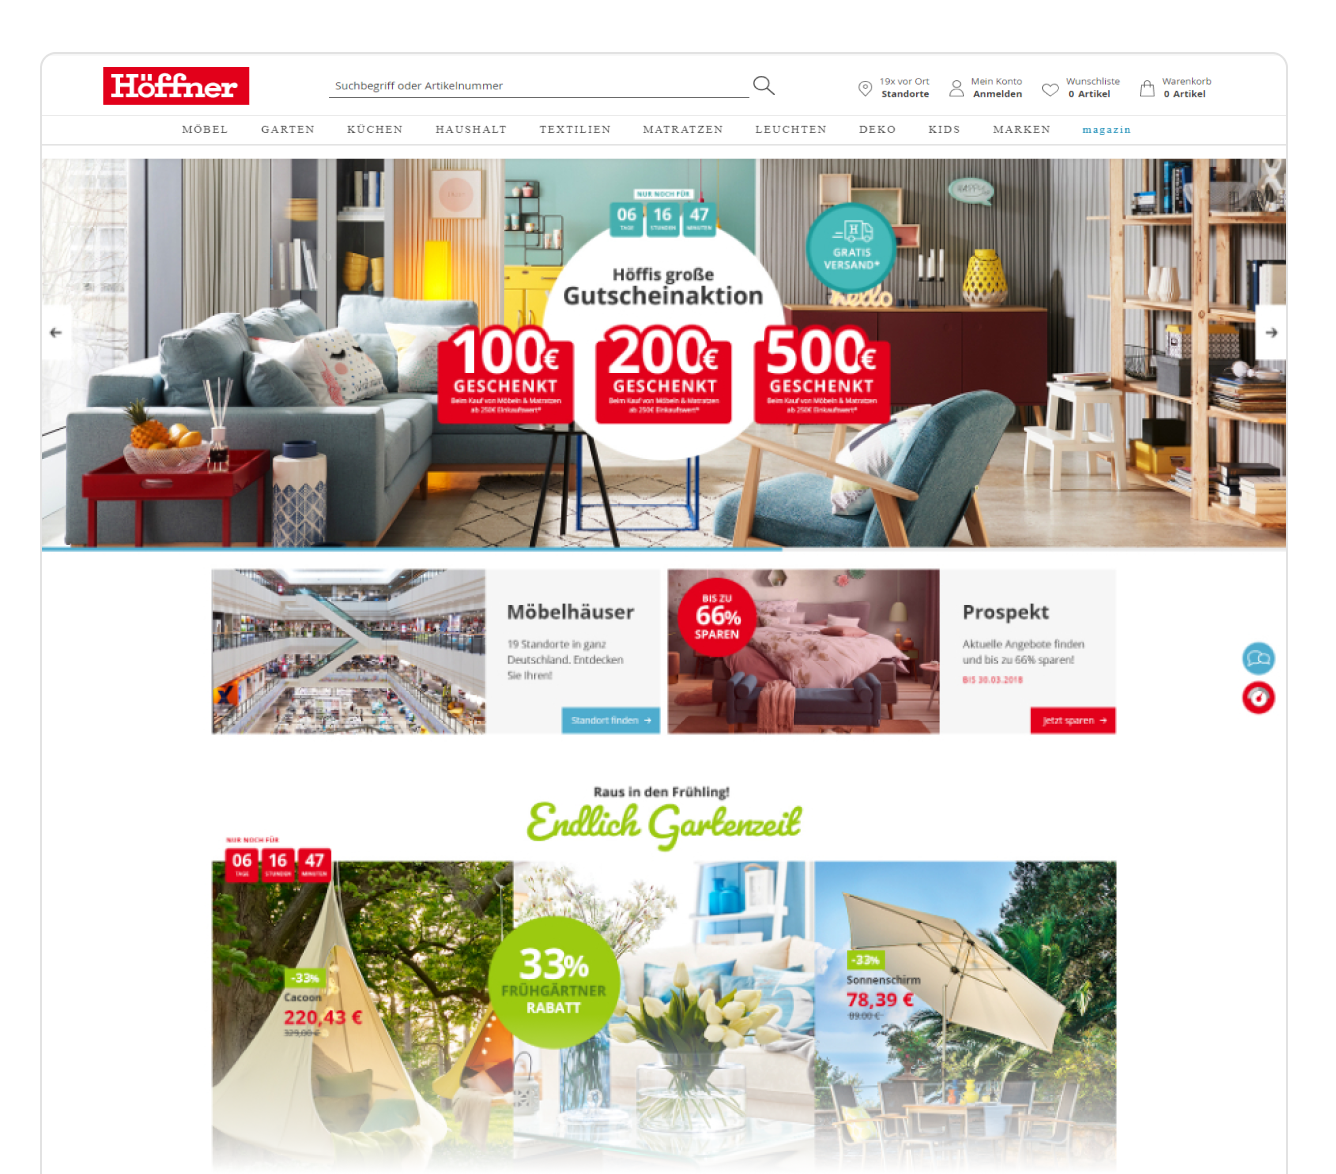 Höffner
Suchbegriff oder Artikelnummer
19x vor Ort
Standorte
Mein Konto
Anmelden
Wunschliste
0 Artikel
Warenkorb
0 Artikel
MÖBEL GARTEN KÜCHEN HAUSHALT TEXTILIEN MATRATZEN LEUCHTEN DEKO KIDS MARKEN magazin
NUR NOCH FÜR
06 16 47
TAGE STUNDEN MINUTEN
GRATIS
VERSAND*
HAPPY
hello
Höffis große
Gutscheinaktion
100€
GESCHENKT
Beim Kauf von Möbeln & Matratzen
ab 250€ Einkaufswert*
200€
GESCHENKT
Beim Kauf von Möbeln & Matratzen
ab 250€ Einkaufswert*
500€
GESCHENKT
Beim Kauf von Möbeln & Matratzen
ab 250€ Einkaufswert*
Möbelhäuser
19 Standorte in ganz
Deutschland. Entdecken
Sie Ihren!
Standort finden →
BIS ZU
66%
SPAREN
Prospekt
Aktuelle Angebote finden
und bis zu 66% sparen!
BIS 30.03.2018
Jetzt sparen →
Raus in den Frühling!
Endlich Gartenzeit
NUR NOCH FÜR
06 16 47
TAGE STUNDEN MINUTEN
-33%
Cacoon
220,43 €
329,00 €
33%
FRÜHGÄRTNER
RABATT
-33%
Sonnenschirm
78,39 €